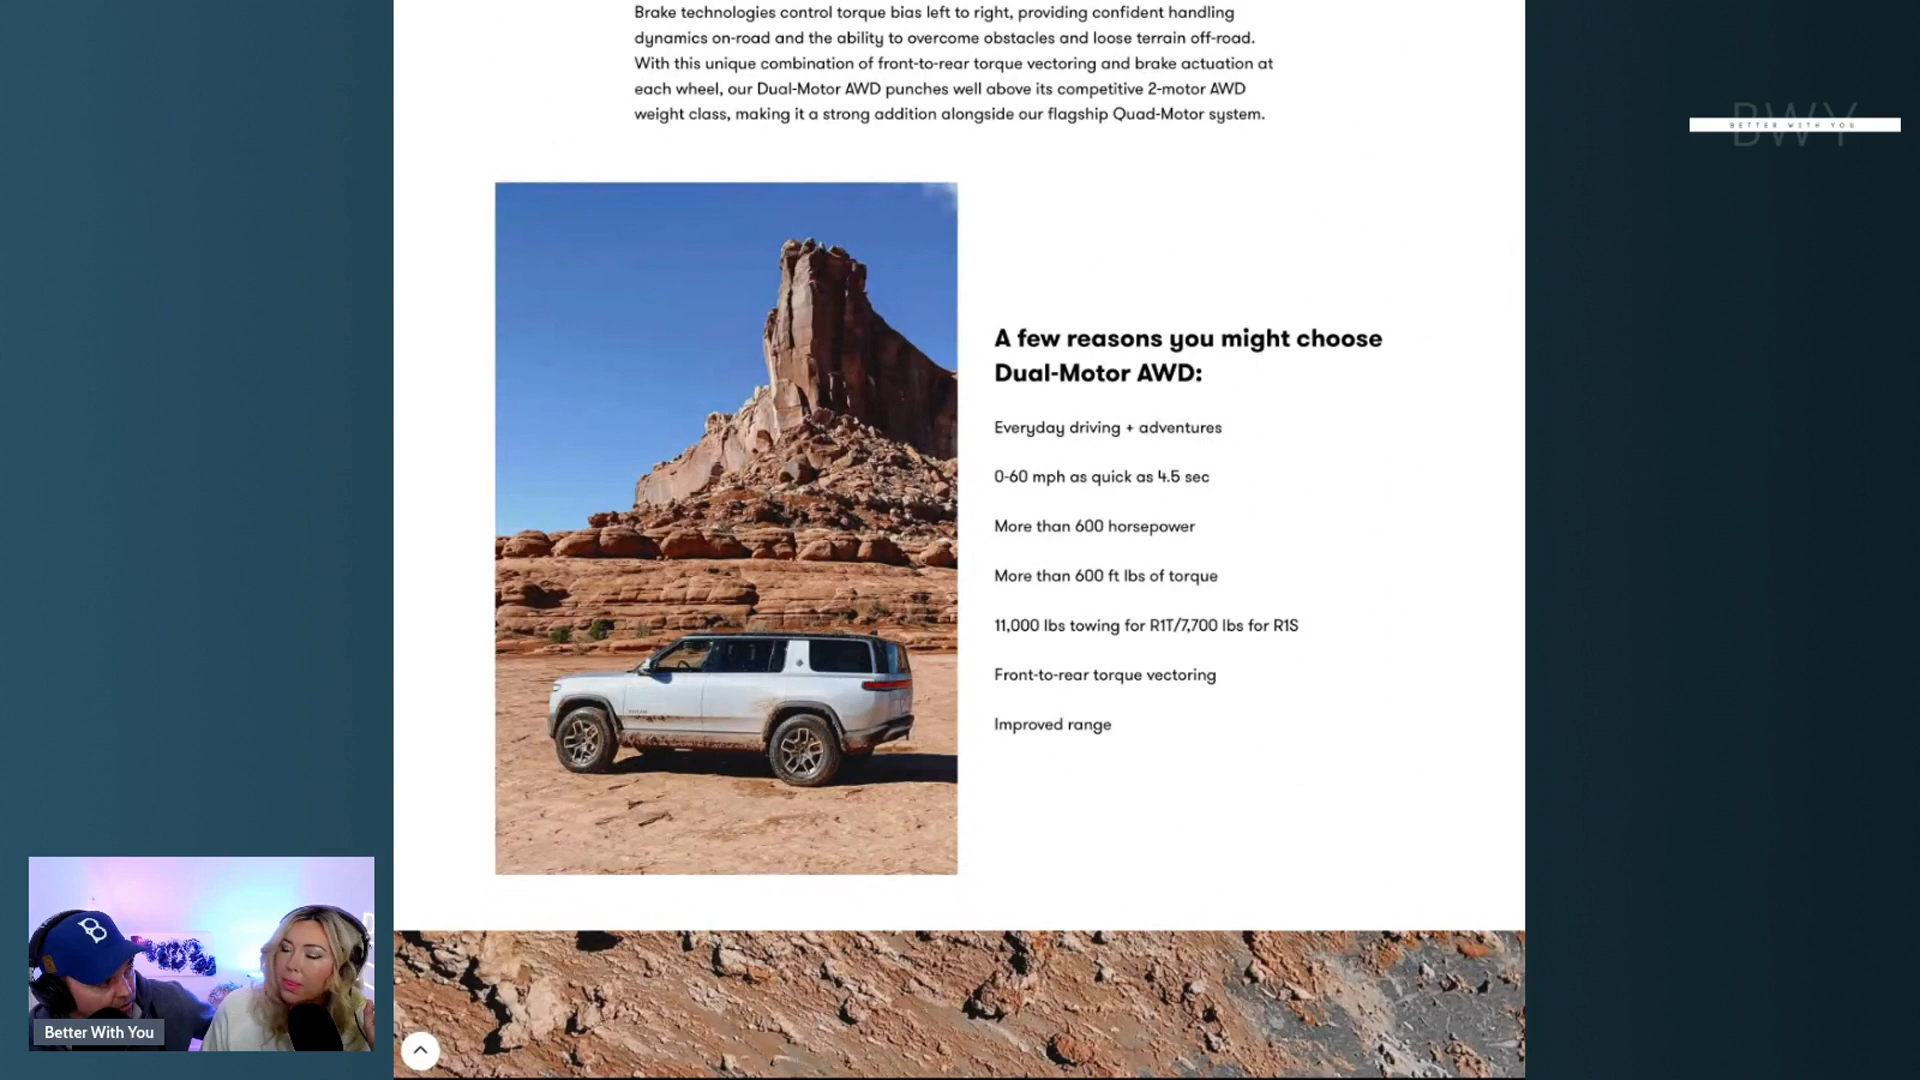 Brake technologies control torque bias left to right, providing confident handling
dynamics on-road and the ability to overcome obstacles and loose terrain off-road.
With this unique combination of front-to-rear torque vectoring and brake actuation at
each wheel, our Dual-Motor AWD punches well above its competitive 2-motor AWD
weight class, making it a strong addition alongside our flagship Quad-Motor system.
BWY
BETTER WITH YOU
A few reasons you might choose
Dual-Motor AWD:
Everyday driving + adventures
0-60 mph as quick as 4.5 sec
More than 600 horsepower
More than 600 ft lbs of torque
11,000 lbs towing for R1T/7,700 lbs for R1S
Front-to-rear torque vectoring
Improved range
B
Better With You